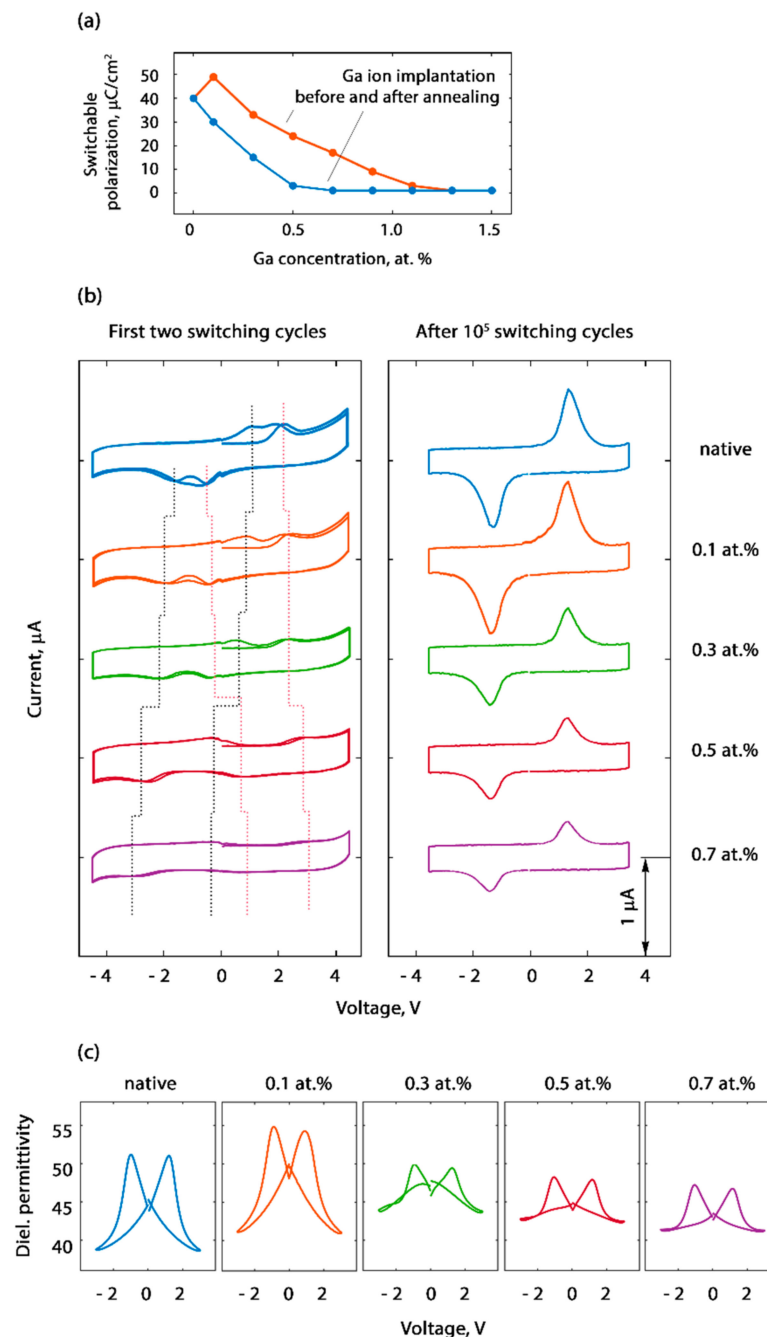 (a)
Switchable
polarization, μC/cm²
50
40
30
20
10
0
Ga ion implantation
before and after annealing
0 0.5 1.0 1.5
Ga concentration, at. %
(b)
First two switching cycles
After 10⁵ switching cycles
Current, μA
native
0.1 at.%
0.3 at.%
0.5 at.%
0.7 at.%
1 μA
- 4 - 2 0 2 4
- 4 - 2 0 2 4
Voltage, V
Voltage, V
(c)
native 0.1 at.% 0.3 at.% 0.5 at.% 0.7 at.%
Diel. permittivity
55
50
45
40
- 2 0 2
- 2 0 2
- 2 0 2
- 2 0 2
- 2 0 2
Voltage, V